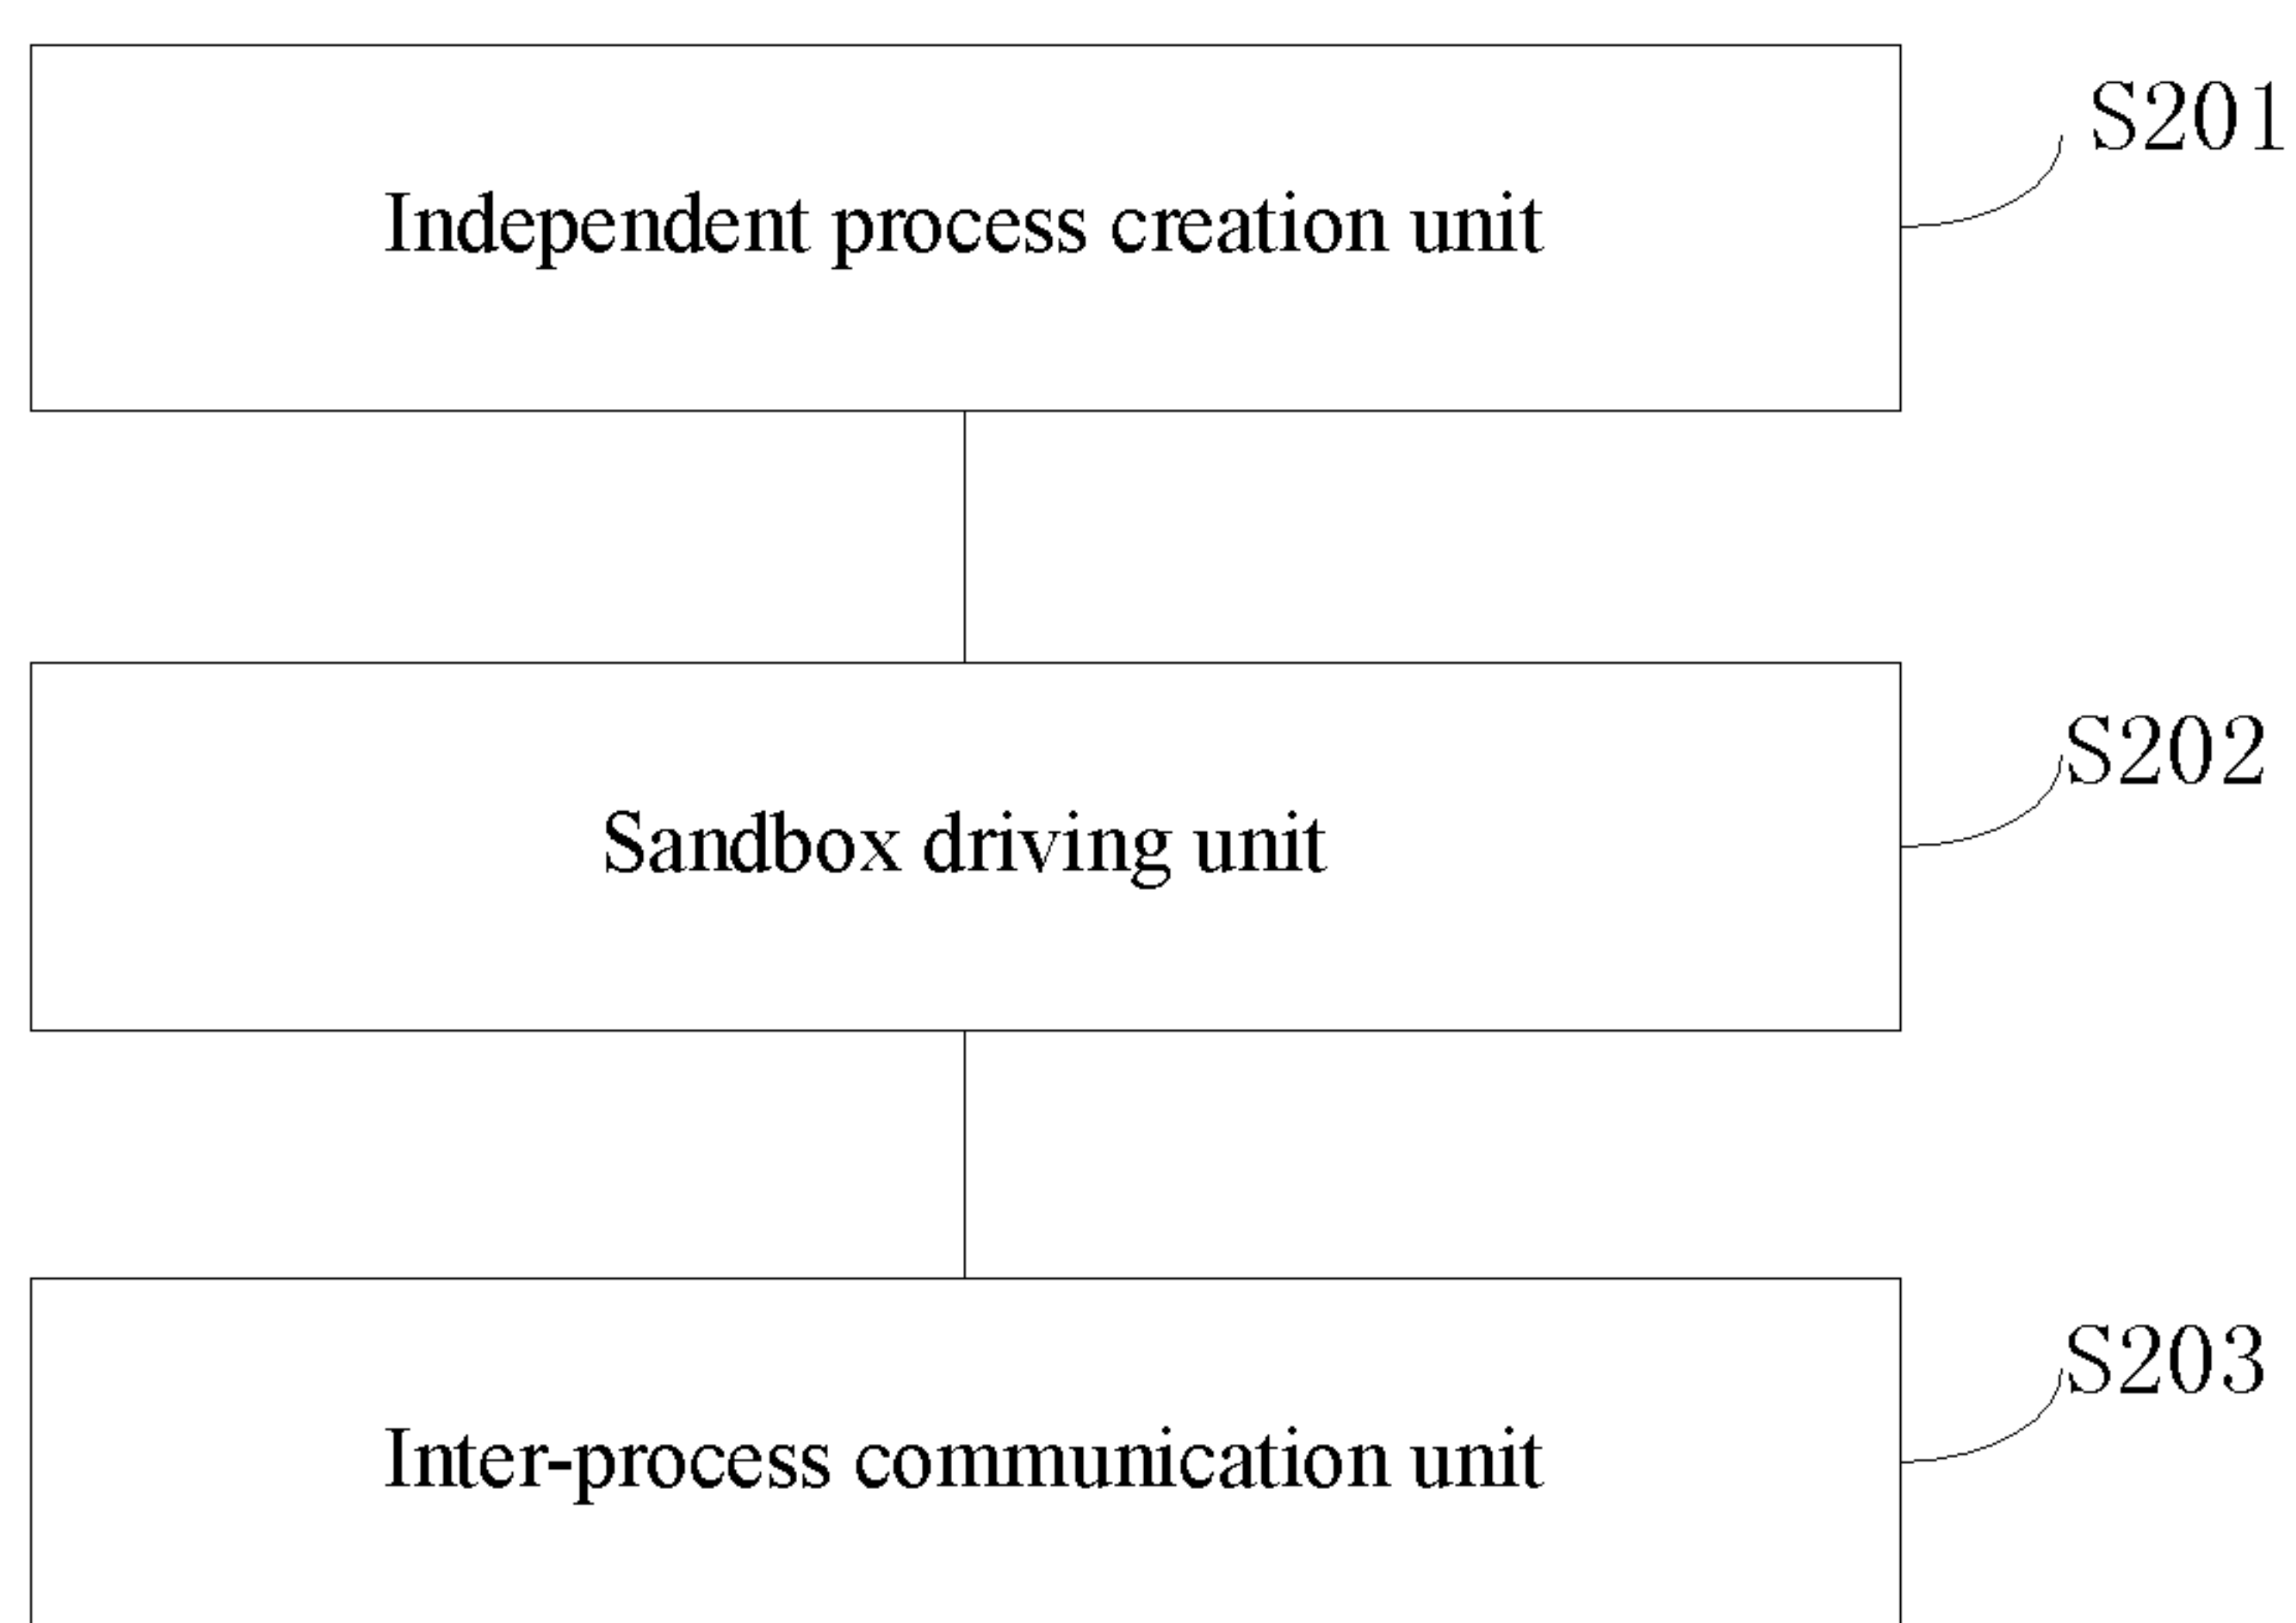 S201
Independent process creation unit
S202
Sandbox driving unit
S203
Inter-process communication unit